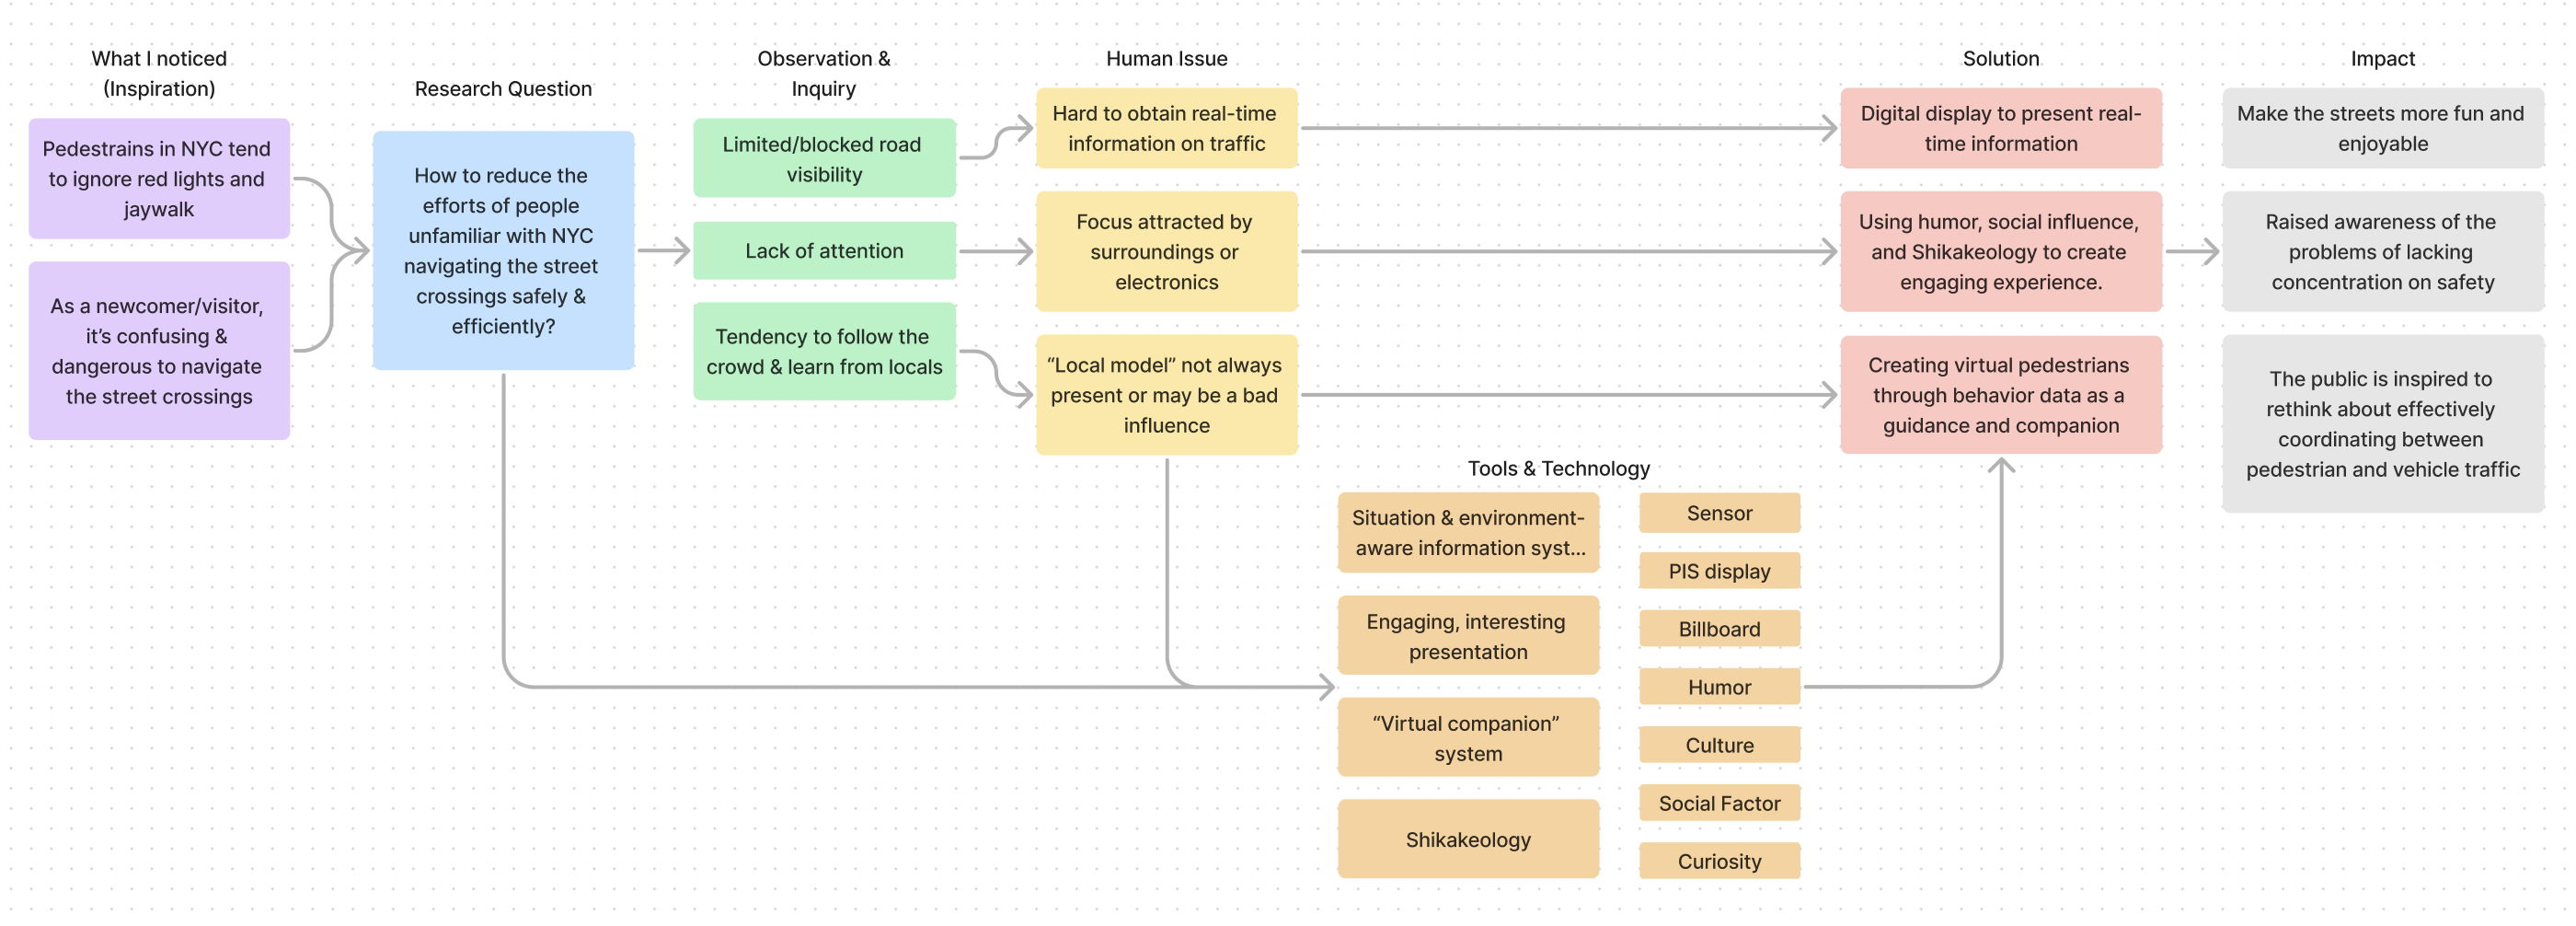 What I noticed
(Inspiration)
Pedestrains in NYC tend
to ignore red lights and
jaywalk
As a newcomer/visitor,
it’s confusing &
dangerous to navigate
the street crossings
Research Question
How to reduce the
efforts of people
unfamiliar with NYC
navigating the street
crossings safely &
efficiently?
Observation &
Inquiry
Limited/blocked road
visibility
Lack of attention
Tendency to follow the
crowd & learn from locals
Human Issue
Hard to obtain real-time
information on traffic
Focus attracted by
surroundings or
electronics
“Local model” not always
present or may be a bad
influence
Tools & Technology
Situation & environment-
aware information syst...
Engaging, interesting
presentation
“Virtual companion”
system
Shikakeology
Sensor
PIS display
Billboard
Humor
Culture
Social Factor
Curiosity
Solution
Digital display to present real-
time information
Using humor, social influence,
and Shikakeology to create
engaging experience.
Creating virtual pedestrians
through behavior data as a
guidance and companion
Impact
Make the streets more fun and
enjoyable
Raised awareness of the
problems of lacking
concentration on safety
The public is inspired to
rethink about effectively
coordinating between
pedestrian and vehicle traffic